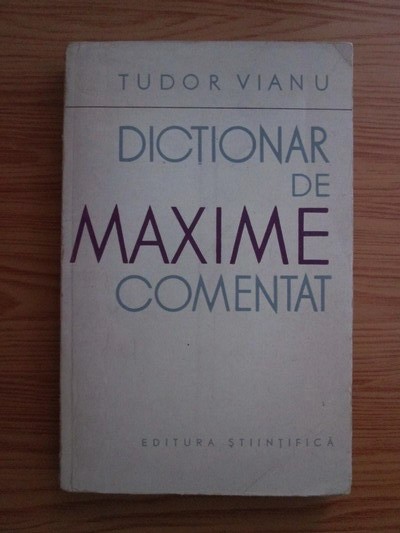 TUDOR VIANU
DICȚIONAR
DE
MAXIME
COMENTAT
EDITURA ȘTIINȚIFICĂ